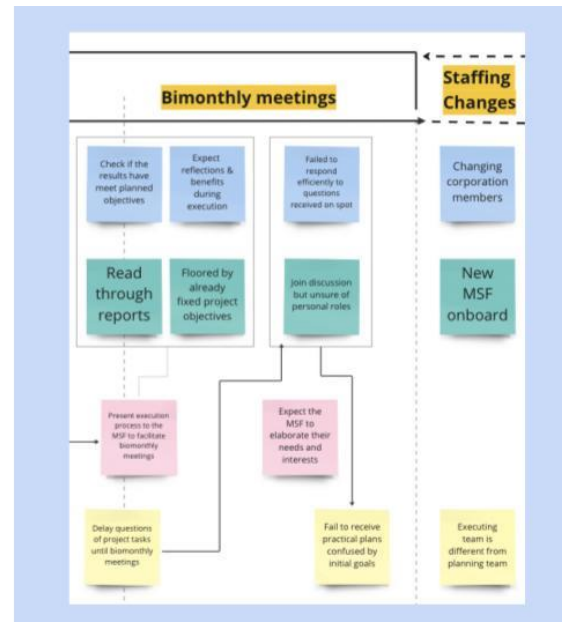 Bimonthly meetings
Staffing
Changes
Check if the
results have
meet planned
objectives
Expect
reflections &
benefits
during
execution
Failed to
respond
efficiently to
questions
received on spot
Changing
corporation
members
Read
through
reports
Floored by
already
fixed project
objectives
Join discussion
but unsure of
personal roles
New
MSF
onboard
Present execution
process to the
MSF to facilitate
biomonthly
meetings
Expect the
MSF to
elaborate their
needs and
interests
Delay questions
of project tasks
until biomonthly
meetings
Fail to receive
practical plans
confused by
initial goals
Executing
team is
different from
planning team